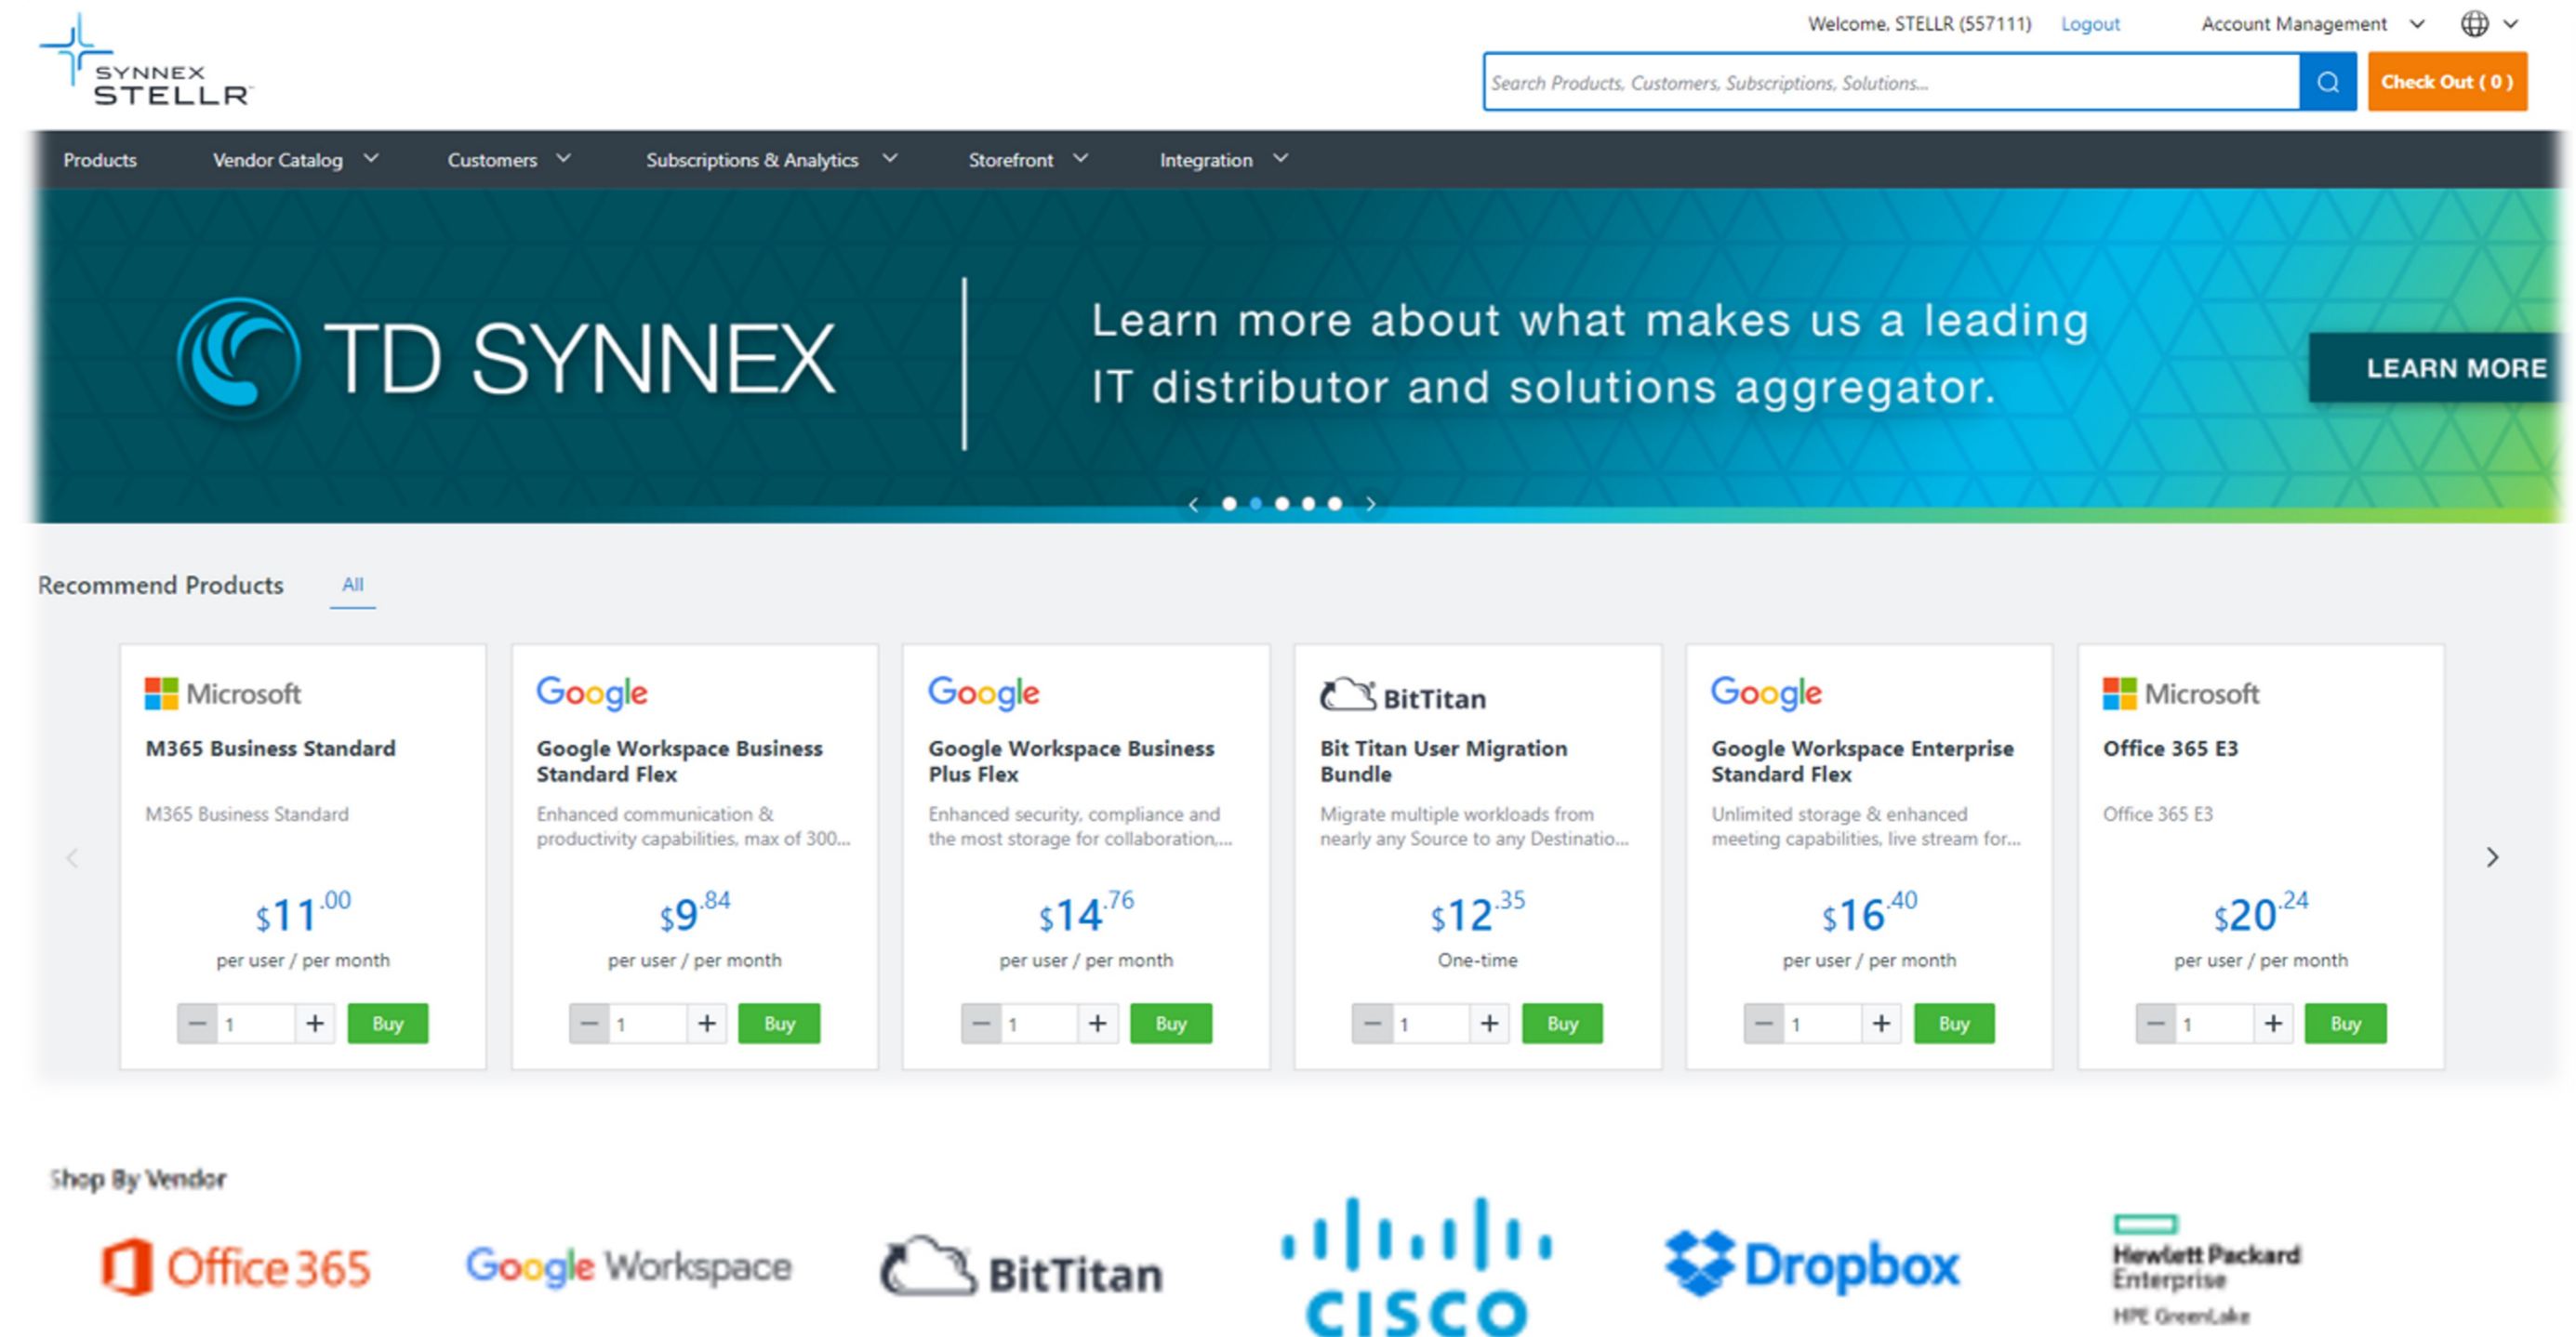 Welcome, STELLR (557111) Logout Account Management
SYNNEX
STELLR
Search Products, Customers, Subscriptions, Solutions...
Check Out ( 0 )
Products Vendor Catalog Customers Subscriptions & Analytics Storefront Integration
TD SYNNEX
Learn more about what makes us a leading
IT distributor and solutions aggregator.
LEARN MORE
Recommend Products All
Microsoft
M365 Business Standard
M365 Business Standard
$11.00
per user / per month
1 Buy
Google
Google Workspace Business
Standard Flex
Enhanced communication &
productivity capabilities, max of 300...
$9.84
per user / per month
1 Buy
Google
Google Workspace Business
Plus Flex
Enhanced security, compliance and
the most storage for collaboration,...
$14.76
per user / per month
1 Buy
BitTitan
Bit Titan User Migration
Bundle
Migrate multiple workloads from
nearly any Source to any Destinatio...
$12.35
One-time
1 Buy
Google
Google Workspace Enterprise
Standard Flex
Unlimited storage & enhanced
meeting capabilities, live stream for...
$16.40
per user / per month
1 Buy
Microsoft
Office 365 E3
Office 365 E3
$20.24
per user / per month
1 Buy
Shop By Vendor
Office 365
Google Workspace
BitTitan
CISCO
Dropbox
Hewlett Packard
Enterprise
HPE GreenLake